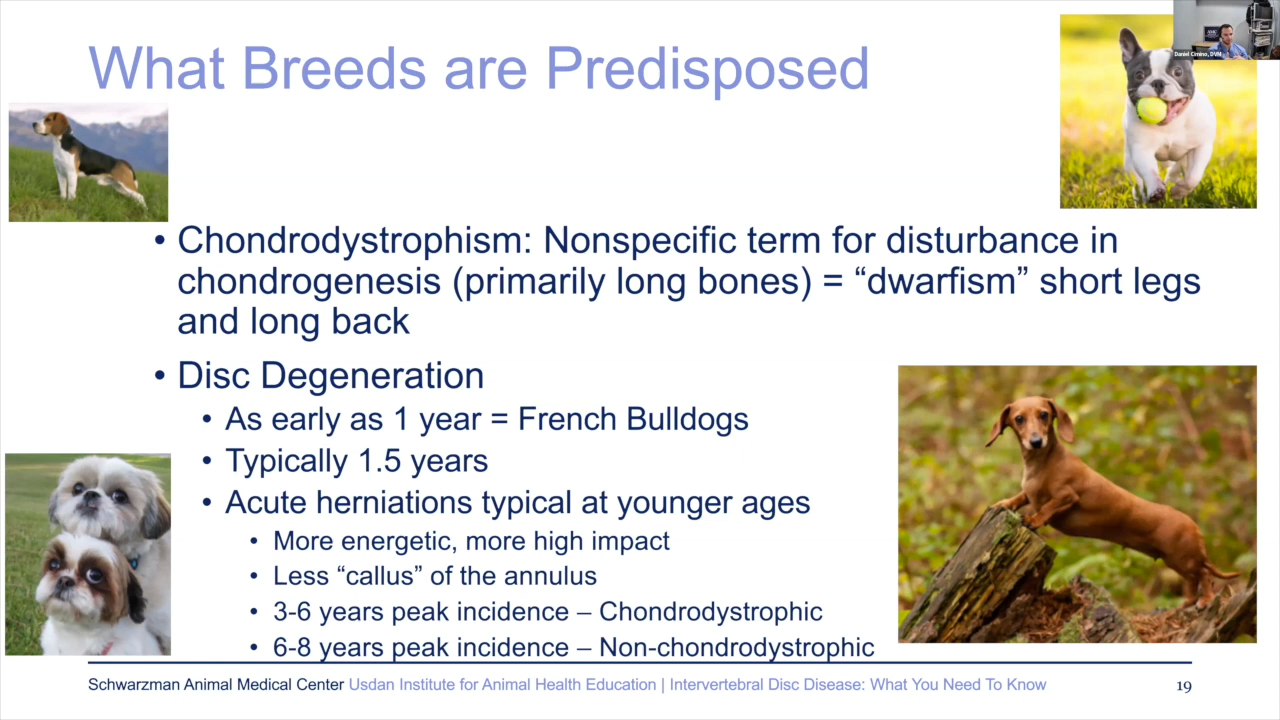 What Breeds are Predisposed
Daniel Cimino, DVM
• Chondrodystrophism: Nonspecific term for disturbance in
chondrogenesis (primarily long bones) = “dwarfism” short legs
and long back
• Disc Degeneration
• As early as 1 year = French Bulldogs
• Typically 1.5 years
• Acute herniations typical at younger ages
• More energetic, more high impact
• Less “callus” of the annulus
• 3-6 years peak incidence – Chondrodystrophic
• 6-8 years peak incidence – Non-chondrodystrophic
Schwarzman Animal Medical Center Usdan Institute for Animal Health Education | Intervertebral Disc Disease: What You Need To Know 19